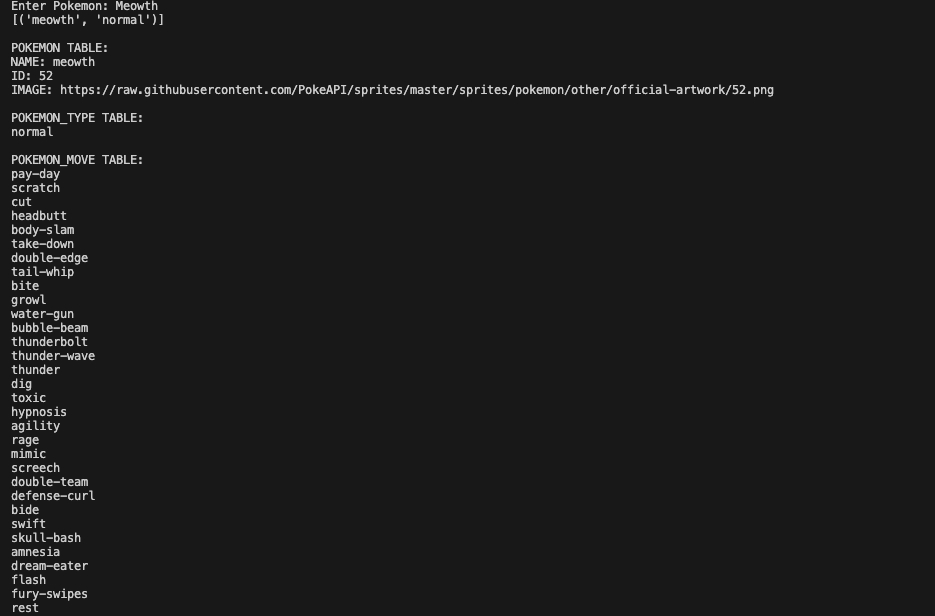 Enter Pokemon: Meowth
[('meowth', 'normal')]
POKEMON TABLE:
NAME: meowth
ID: 52
IMAGE: https://raw.githubusercontent.com/PokeAPI/sprites/master/sprites/pokemon/other/official-artwork/52.png
POKEMON_TYPE TABLE:
normal
POKEMON_MOVE TABLE:
pay-day
scratch
cut
headbutt
body-slam
take-down
double-edge
tail-whip
bite
growl
water-gun
bubble-beam
thunderbolt
thunder-wave
thunder
dig
toxic
hypnosis
agility
rage
mimic
screech
double-team
defense-curl
bide
swift
skull-bash
amnesia
dream-eater
flash
fury-swipes
rest